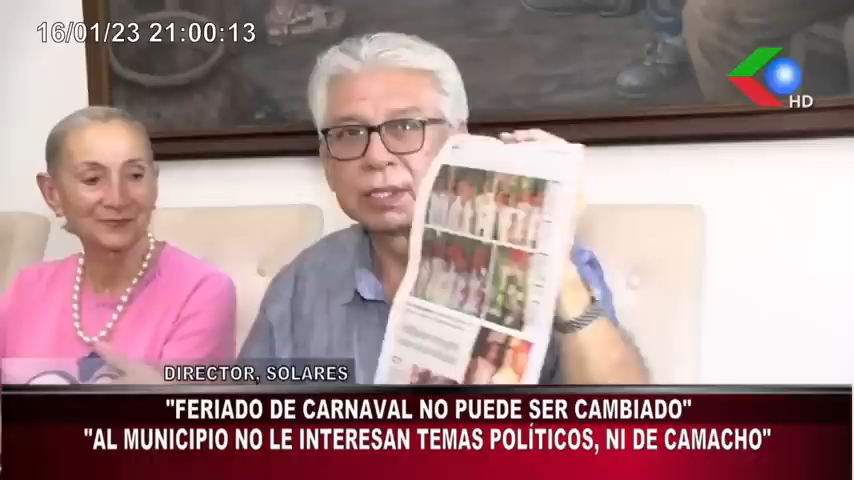 16/01/23 21:00:13
HD
DIRECTOR, SOLARES
"FERIADO DE CARNAVAL NO PUEDE SER CAMBIADO"
"AL MUNICIPIO NO LE INTERESAN TEMAS POLÍTICOS, NI DE CAMACHO"